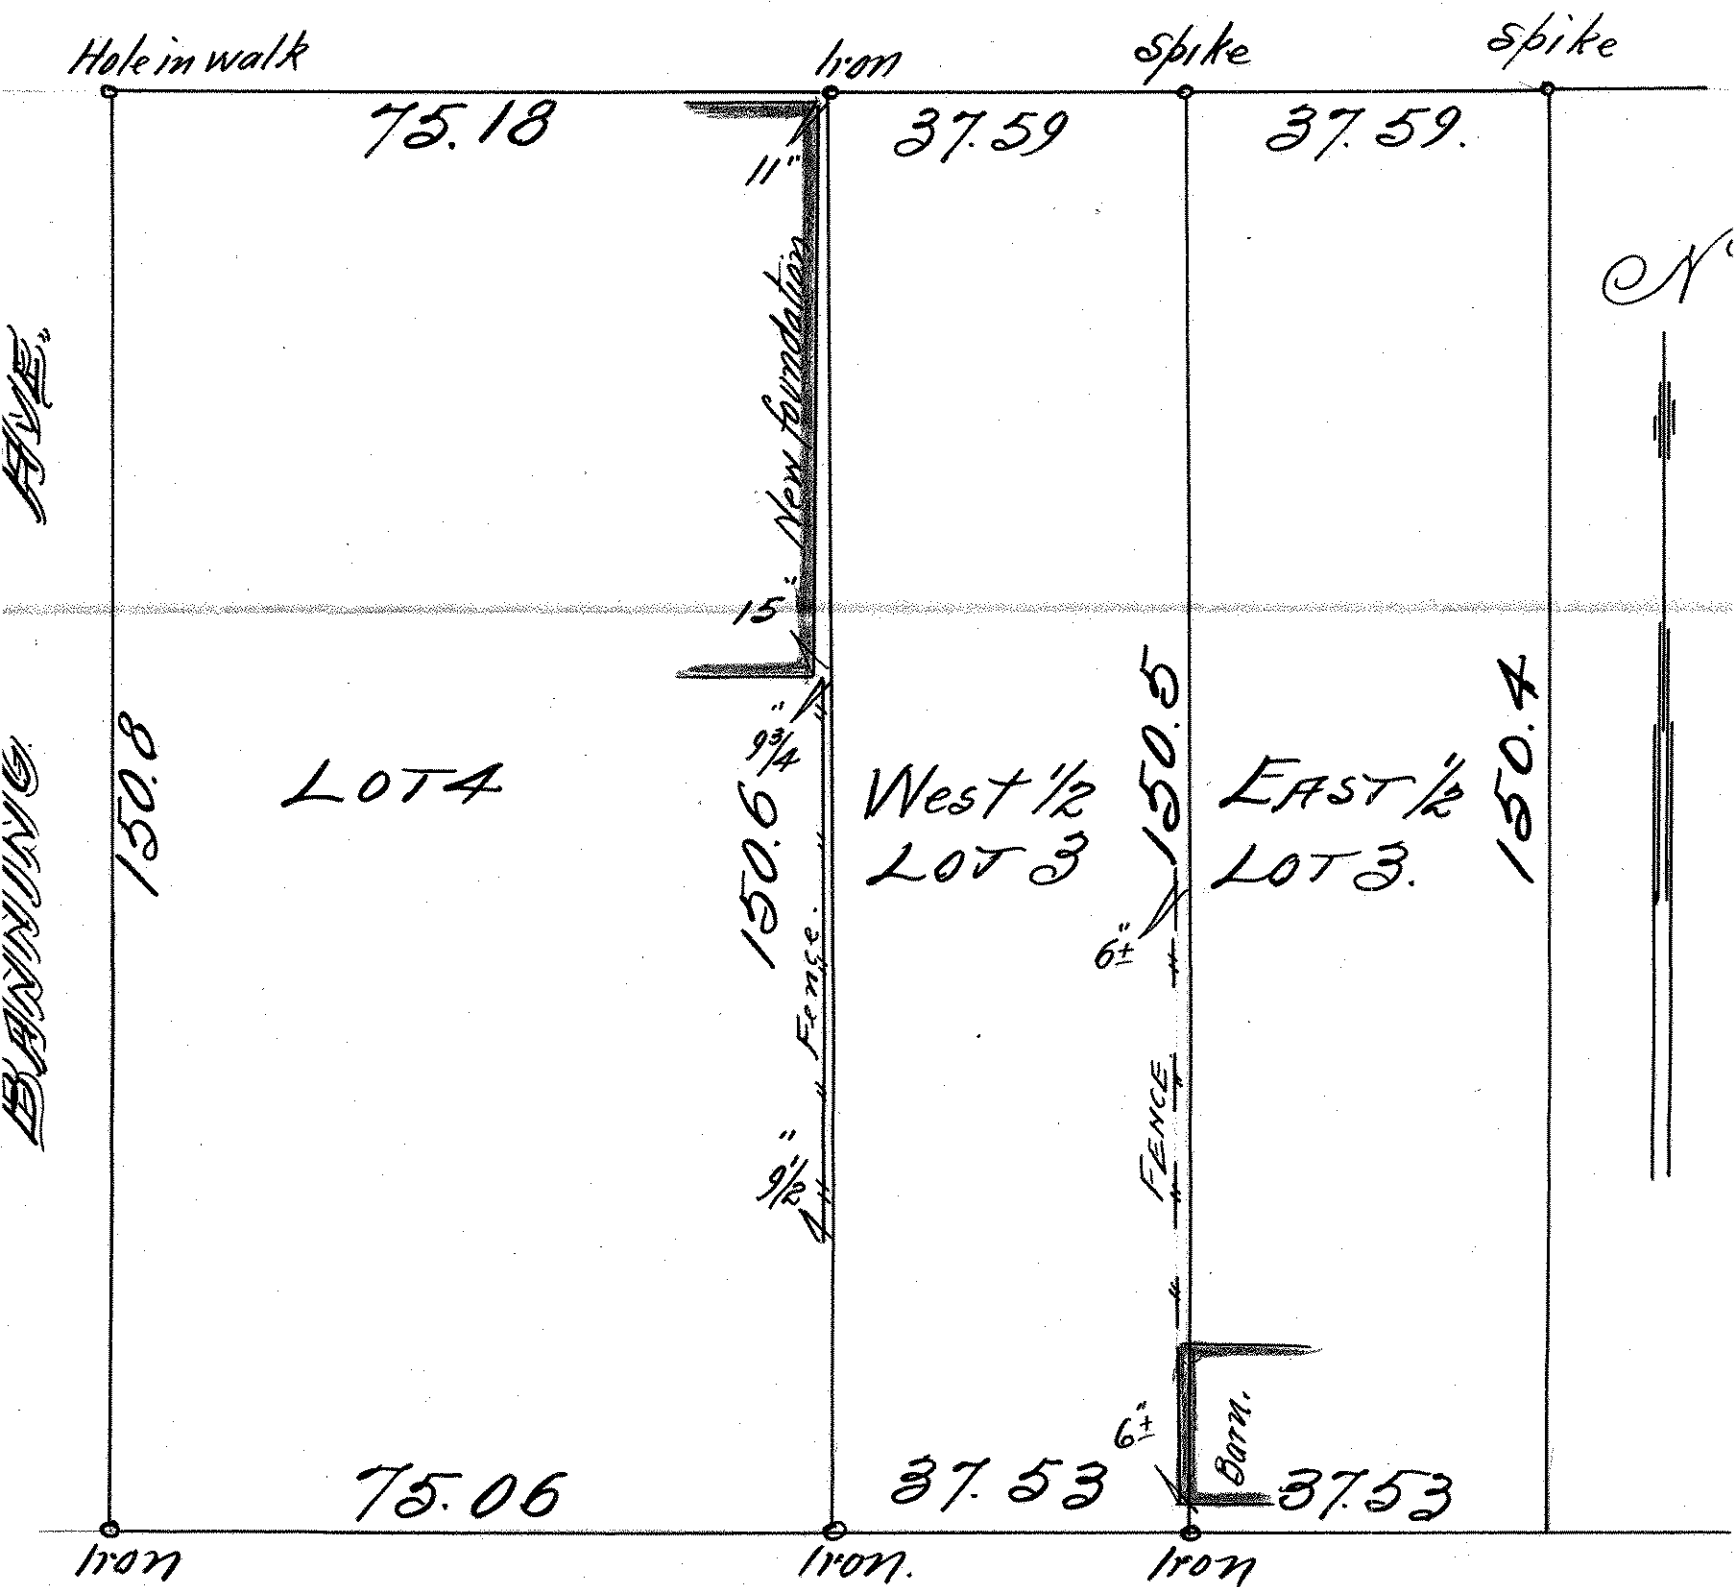 Hole in walk
Iron
Spike
Spike
75.18
37.59
37.59.
11"
N
New foundation
AVE.
15"
9 3/4"
150.8
LOT 4
150.6
West 1/2
LOT 3
150.5
EAST 1/2
LOT 3.
150.4
BANNING
Fence.
6"±
FENCE
9 1/2"
6"±
Barn.
75.06
37.53
37.53
Iron
Iron.
Iron